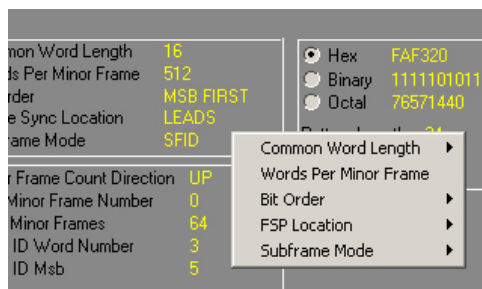 mon Word Length 16
ds Per Minor Frame 512
rder MSB FIRST
e Sync Location LEADS
rame Mode SFID
Hex FAF320
Binary 1111101011
Octal 76571440
Common Word Length
Words Per Minor Frame
Bit Order
FSP Location
Subframe Mode
r Frame Count Direction UP
Minor Frame Number 0
Minor Frames 64
ID Word Number 3
ID Msb 5